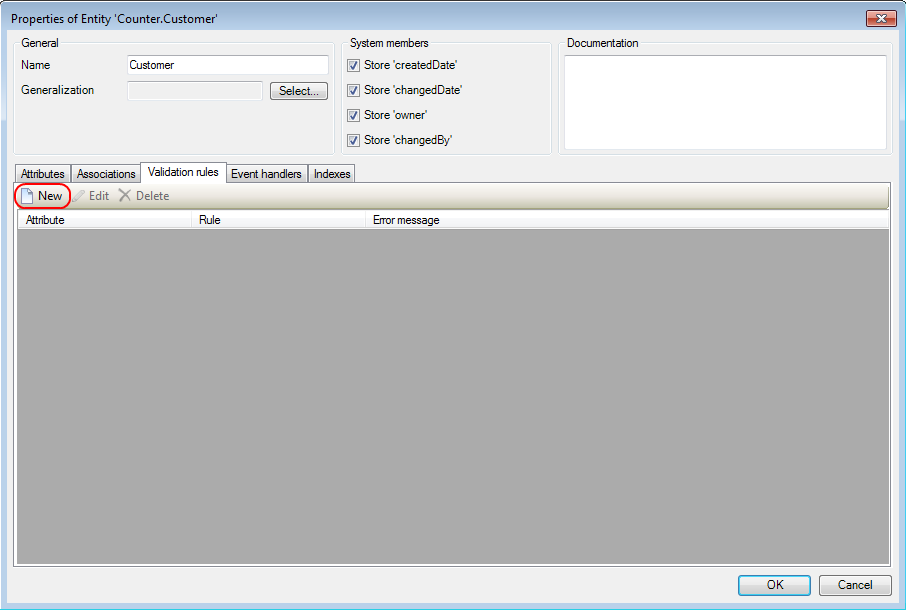 Properties of Entity 'Counter.Customer'
General
Name
Customer
Generalization
Select...
System members
Store 'createdDate'
Store 'changedDate'
Store 'owner'
Store 'changedBy'
Documentation
Attributes Associations Validation rules Event handlers Indexes
New Edit Delete
Attribute Rule Error message
OK Cancel